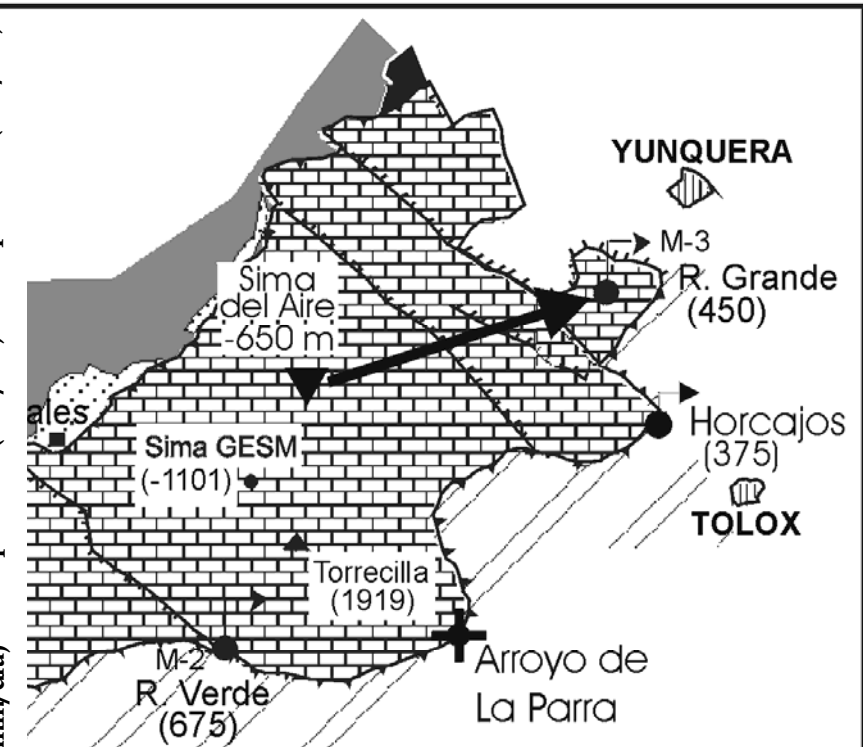 YUNQUERA
M-3
R. Grande
(450)
Sima
del Aire
-650 m
ales
Horcajos
(375)
Sima GESM
(-1101)
TOLOX
Torrecilla
(1919)
M-2
R. Verde
(675)
Arroyo de
La Parra